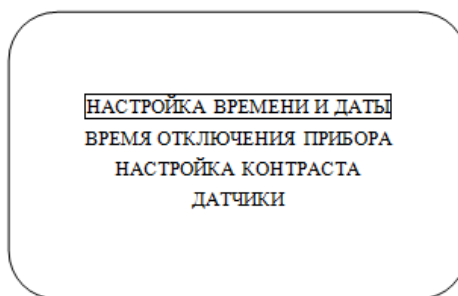 НАСТРОЙКА ВРЕМЕНИ И ДАТЫ
ВРЕМЯ ОТКЛЮЧЕНИЯ ПРИБОРА
НАСТРОЙКА КОНТРАСТА
ДАТЧИКИ